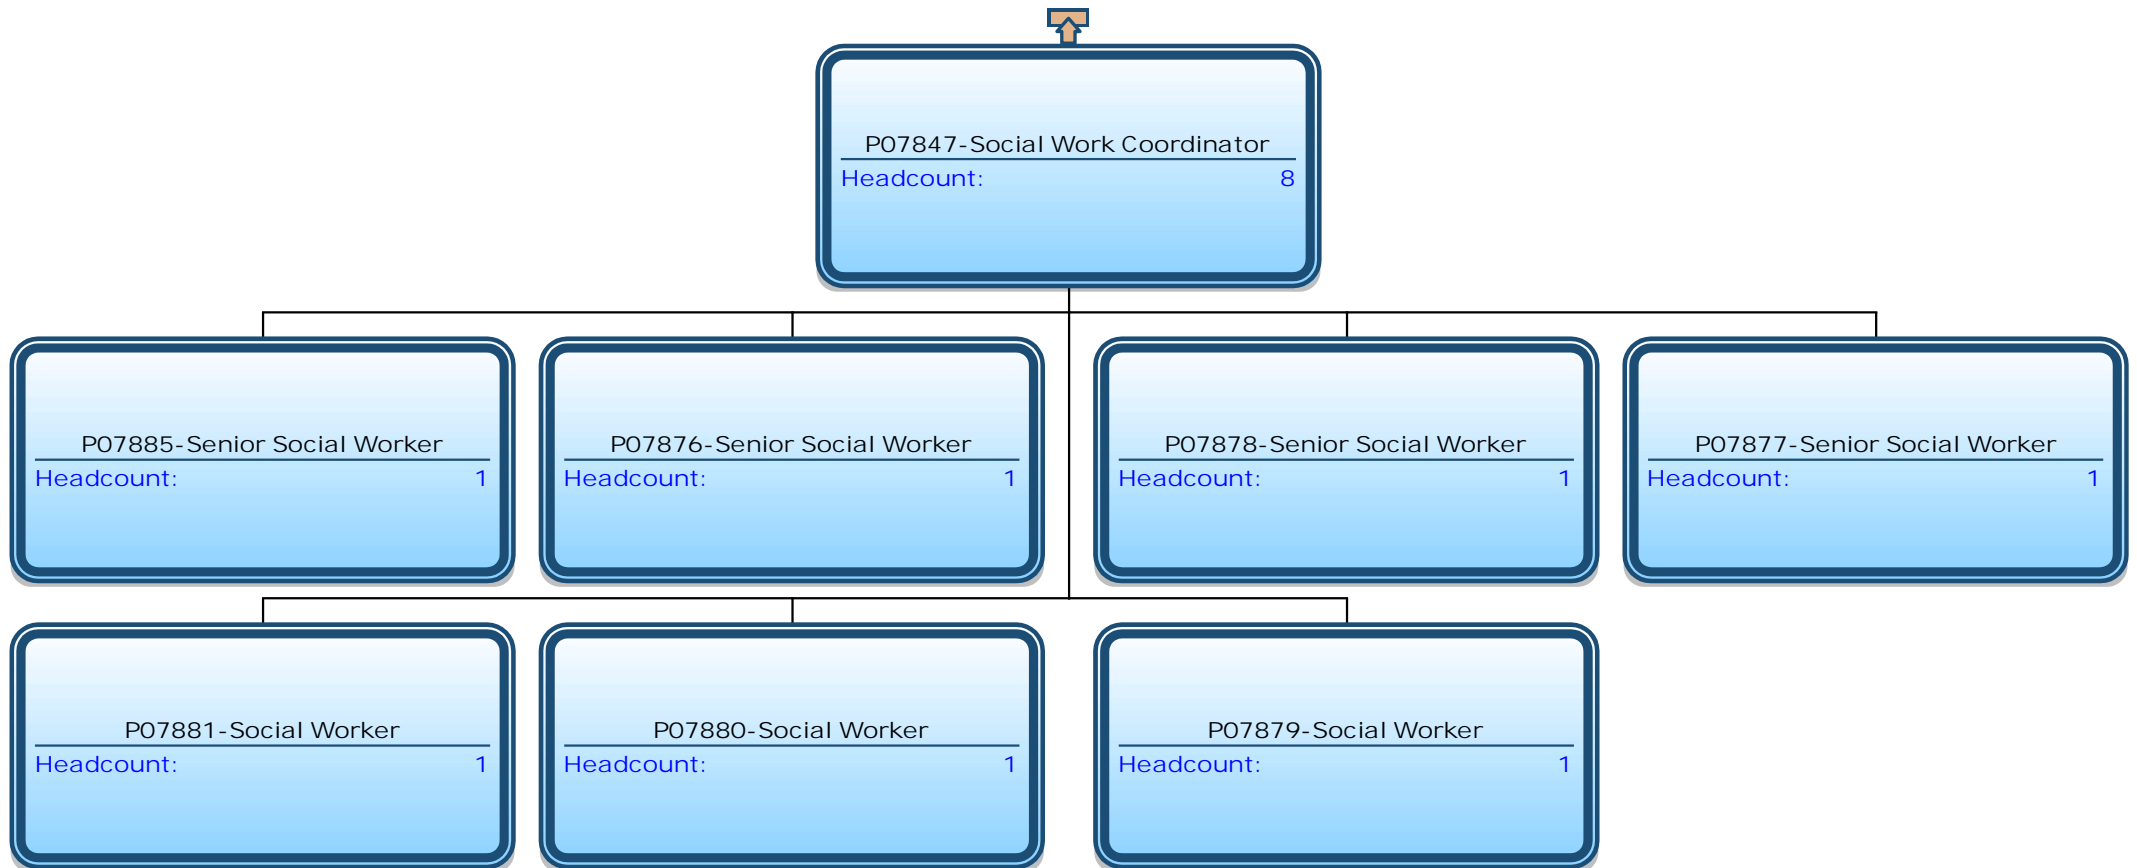 P07847-Social Work Coordinator
Headcount: 8
P07885-Senior Social Worker
Headcount: 1
P07876-Senior Social Worker
Headcount: 1
P07878-Senior Social Worker
Headcount: 1
P07877-Senior Social Worker
Headcount: 1
P07881-Social Worker
Headcount: 1
P07880-Social Worker
Headcount: 1
P07879-Social Worker
Headcount: 1